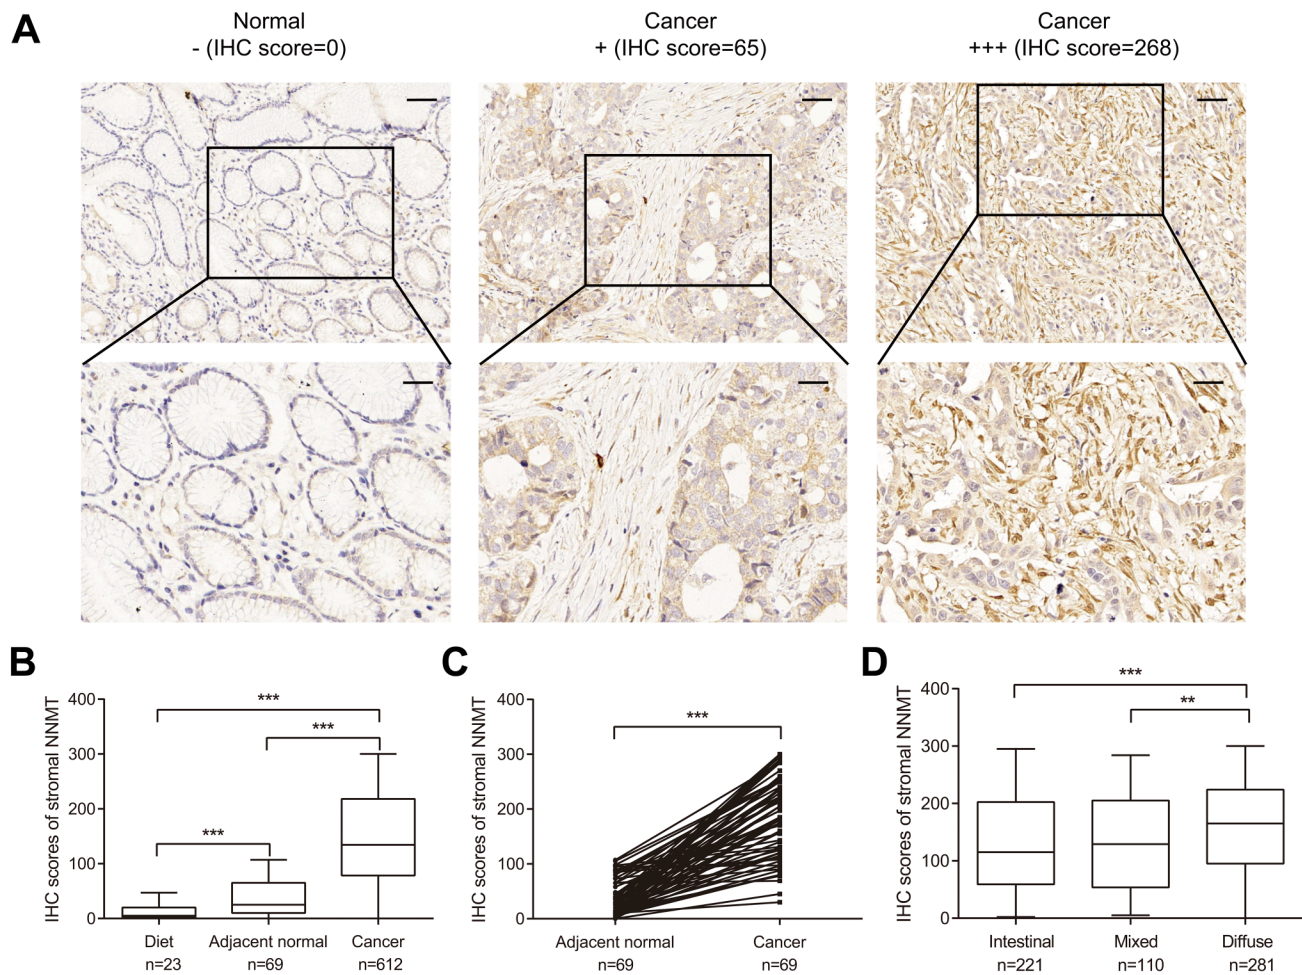 A
Normal
- (IHC score=0)
Cancer
+ (IHC score=65)
Cancer
+++ (IHC score=268)
B
IHC scores of stromal NNMT
400
300
200
100
0
***
***
***
Diet
n=23
Adjacent normal
n=69
Cancer
n=612
C
IHC scores of stromal NNMT
400
300
200
100
0
***
Adjacent normal
n=69
Cancer
n=69
D
IHC scores of stromal NNMT
400
300
200
100
0
***
**
Intestinal
n=221
Mixed
n=110
Diffuse
n=281